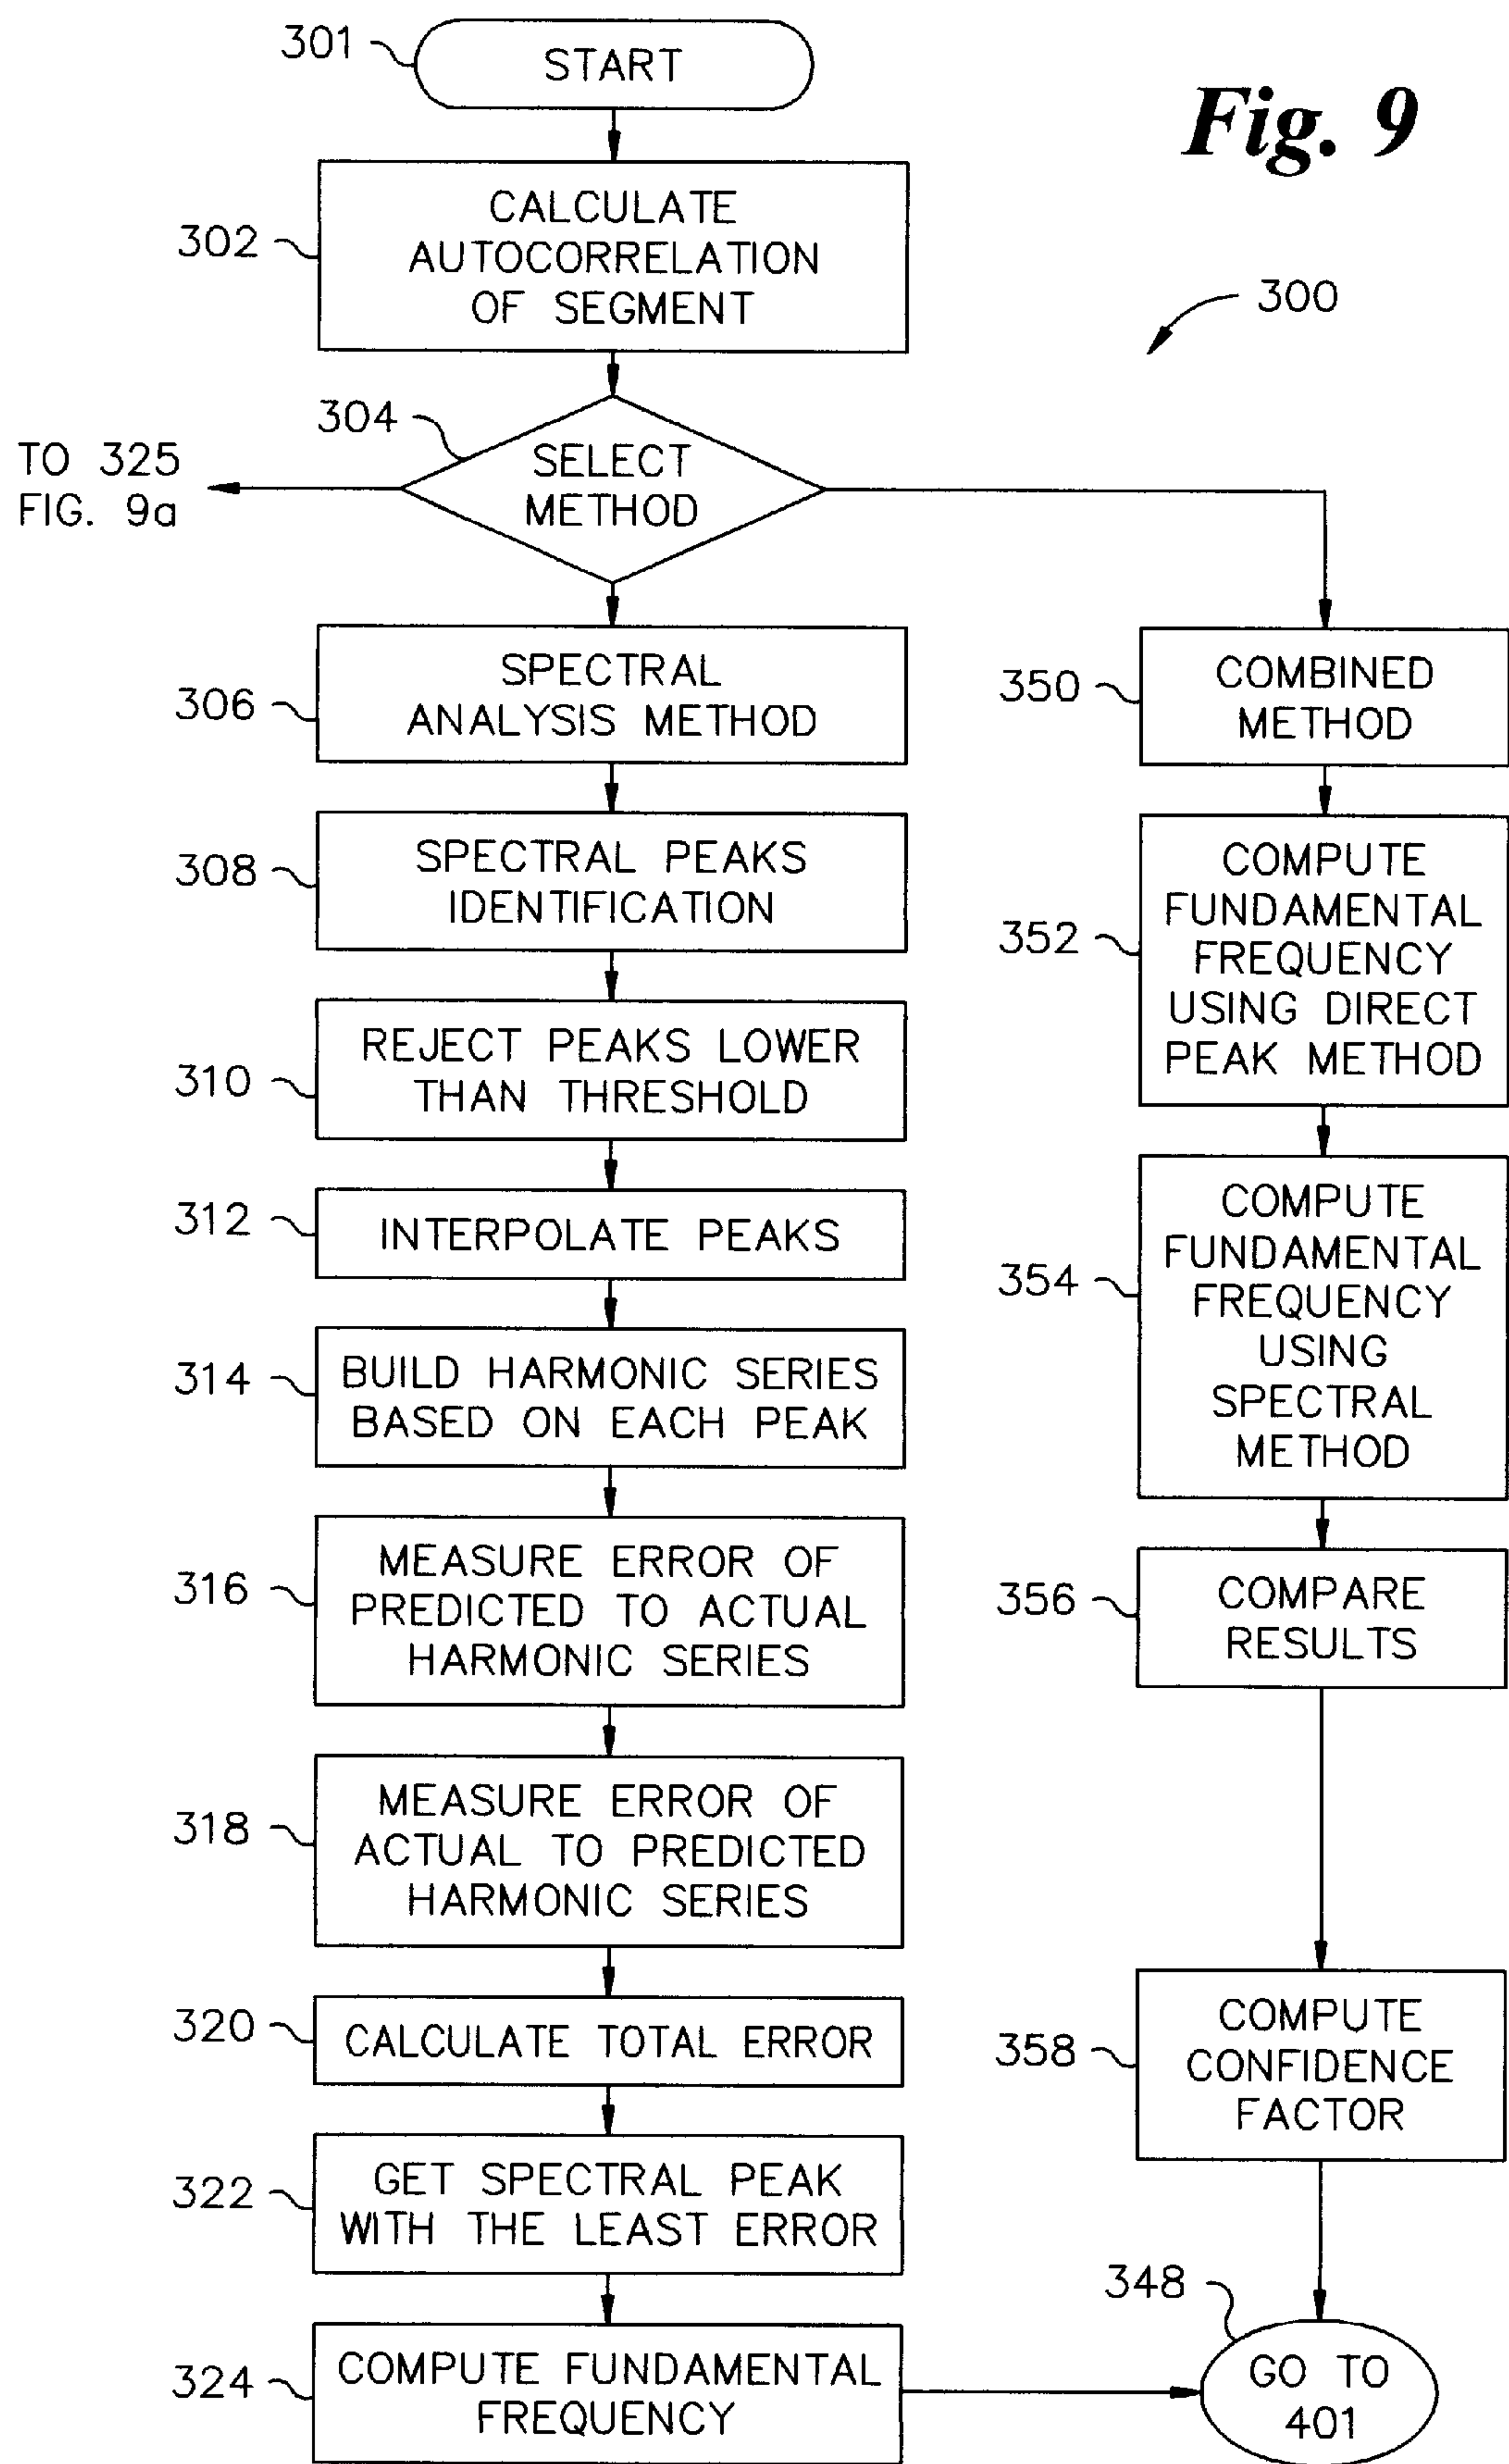 301
START
Fig. 9
302
CALCULATE
AUTOCORRELATION
OF SEGMENT
300
304
SELECT
METHOD
TO 325
FIG. 9a
306
SPECTRAL
ANALYSIS METHOD
308
SPECTRAL PEAKS
IDENTIFICATION
310
REJECT PEAKS LOWER
THAN THRESHOLD
312
INTERPOLATE PEAKS
314
BUILD HARMONIC SERIES
BASED ON EACH PEAK
316
MEASURE ERROR OF
PREDICTED TO ACTUAL
HARMONIC SERIES
318
MEASURE ERROR OF
ACTUAL TO PREDICTED
HARMONIC SERIES
320
CALCULATE TOTAL ERROR
322
GET SPECTRAL PEAK
WITH THE LEAST ERROR
324
COMPUTE FUNDAMENTAL
FREQUENCY
350
COMBINED
METHOD
352
COMPUTE
FUNDAMENTAL
FREQUENCY
USING DIRECT
PEAK METHOD
354
COMPUTE
FUNDAMENTAL
FREQUENCY
USING
SPECTRAL
METHOD
356
COMPARE
RESULTS
358
COMPUTE
CONFIDENCE
FACTOR
348
GO TO
401